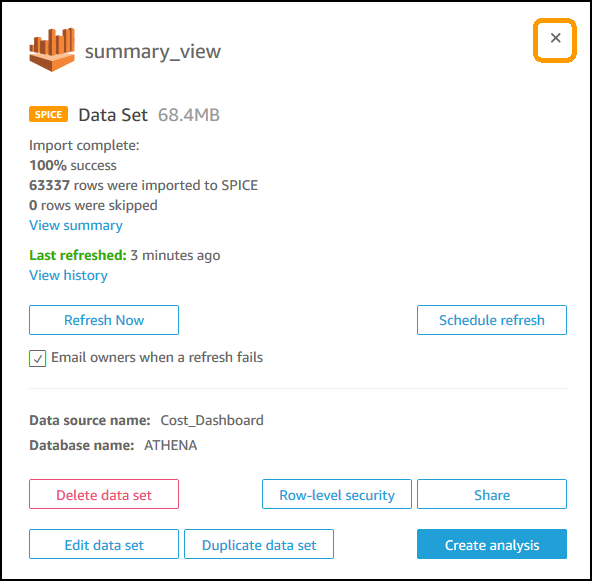 summary_view
SPICE Data Set 68.4MB
Import complete:
100% success
63337 rows were imported to SPICE
0 rows were skipped
View summary
Last refreshed: 3 minutes ago
View history
Refresh Now Schedule refresh
Email owners when a refresh fails
Data source name: Cost_Dashboard
Database name: ATHENA
Delete data set Row-level security Share
Edit data set Duplicate data set Create analysis